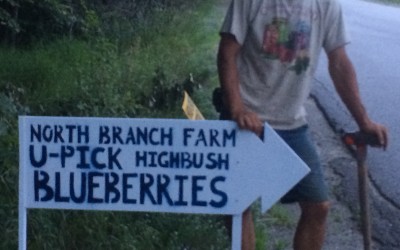 NORTH BRANCH FARM
U-PICK HIGHBUSH
BLUEBERRIES